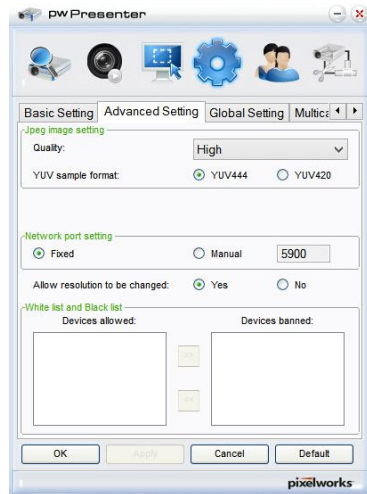 pwPresenter
Basic Setting Advanced Setting Global Setting Multica
Jpeg image setting
Quality: High
YUV sample format: YUV444 YUV420
Network port setting
Fixed Manual 5900
Allow resolution to be changed: Yes No
White list and Black list
Devices allowed: Devices banned:
>>
<<
OK Apply Cancel Default
pixelworks